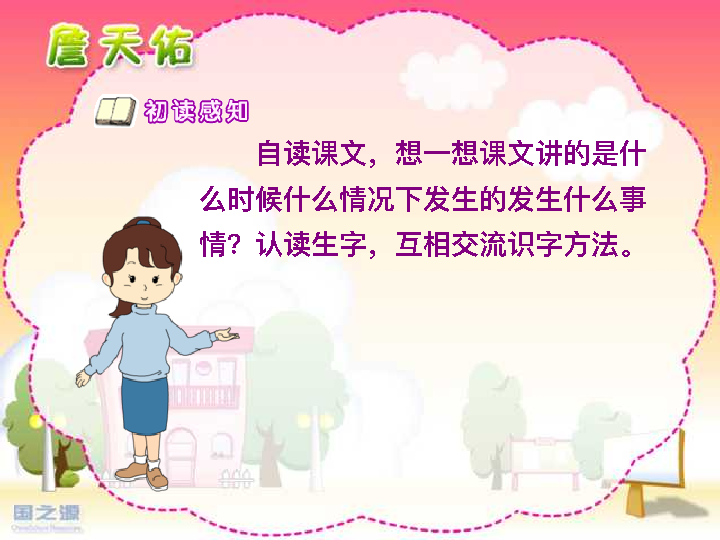 詹天佑
初读感知
自读课文，想一想课文讲的是什
么时候什么情况下发生的发生什么事
情？认读生字，互相交流识字方法。
国之源